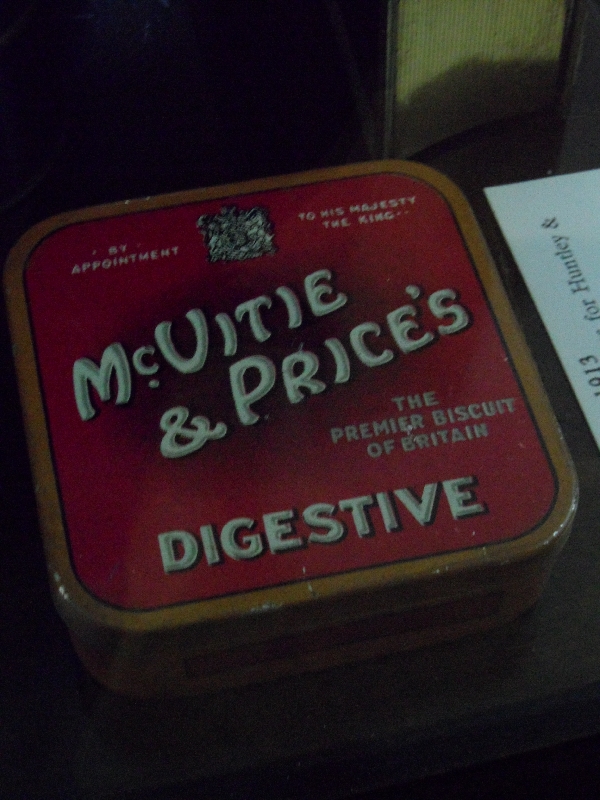 BY
APPOINTMENT
TO HIS MAJESTY
THE KING
McVITIE
& PRICE'S
THE
PREMIER BISCUIT
OF BRITAIN
DIGESTIVE
1913
for Huntley &